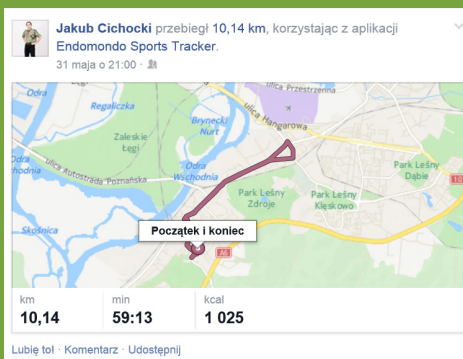 Jakub Cichocki przebiegł 10,14 km, korzystając z aplikacji
Endomondo Sports Tracker.
31 maja o 21:00 ·
ulica Przestrzenna
Odra
Regaliczka
Brynecki
Nurt
ulica Hangarowa
Zaleskie
Łęgi
Odra
Wschodnia
ulica Autostrada Poznańska
Park Leśny
Dąbie
Park Leśny
Zdroje
Park Leśny
Klęskowo
10
Skośnica
Początek i koniec
A6
km
min
kcal
10,14
59:13
1 025
Lubię to! · Komentarz · Udostępnij